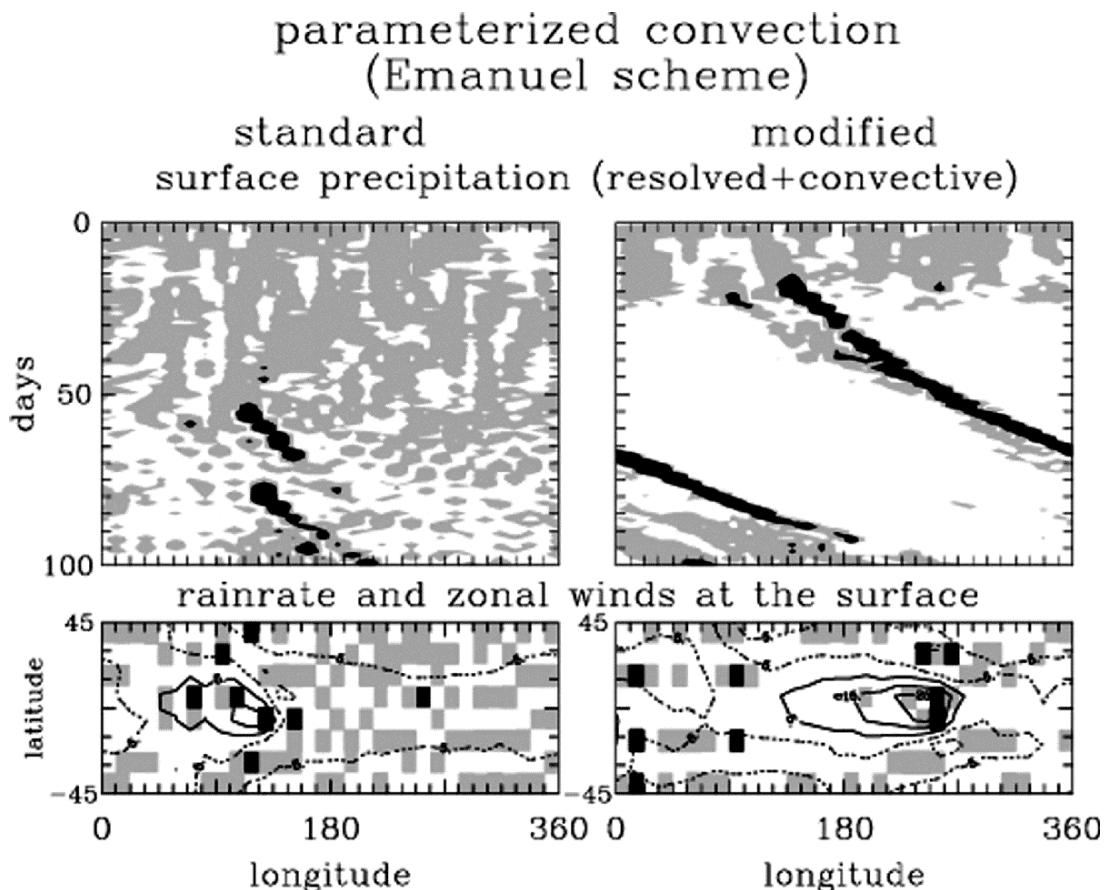 parameterized convection
(Emanuel scheme)
standard modified
surface precipitation (resolved+convective)
0
50
100
days
rainrate and zonal winds at the surface
45 45
latitude
-45 -45
0 180 360 0 180 360
longitude longitude